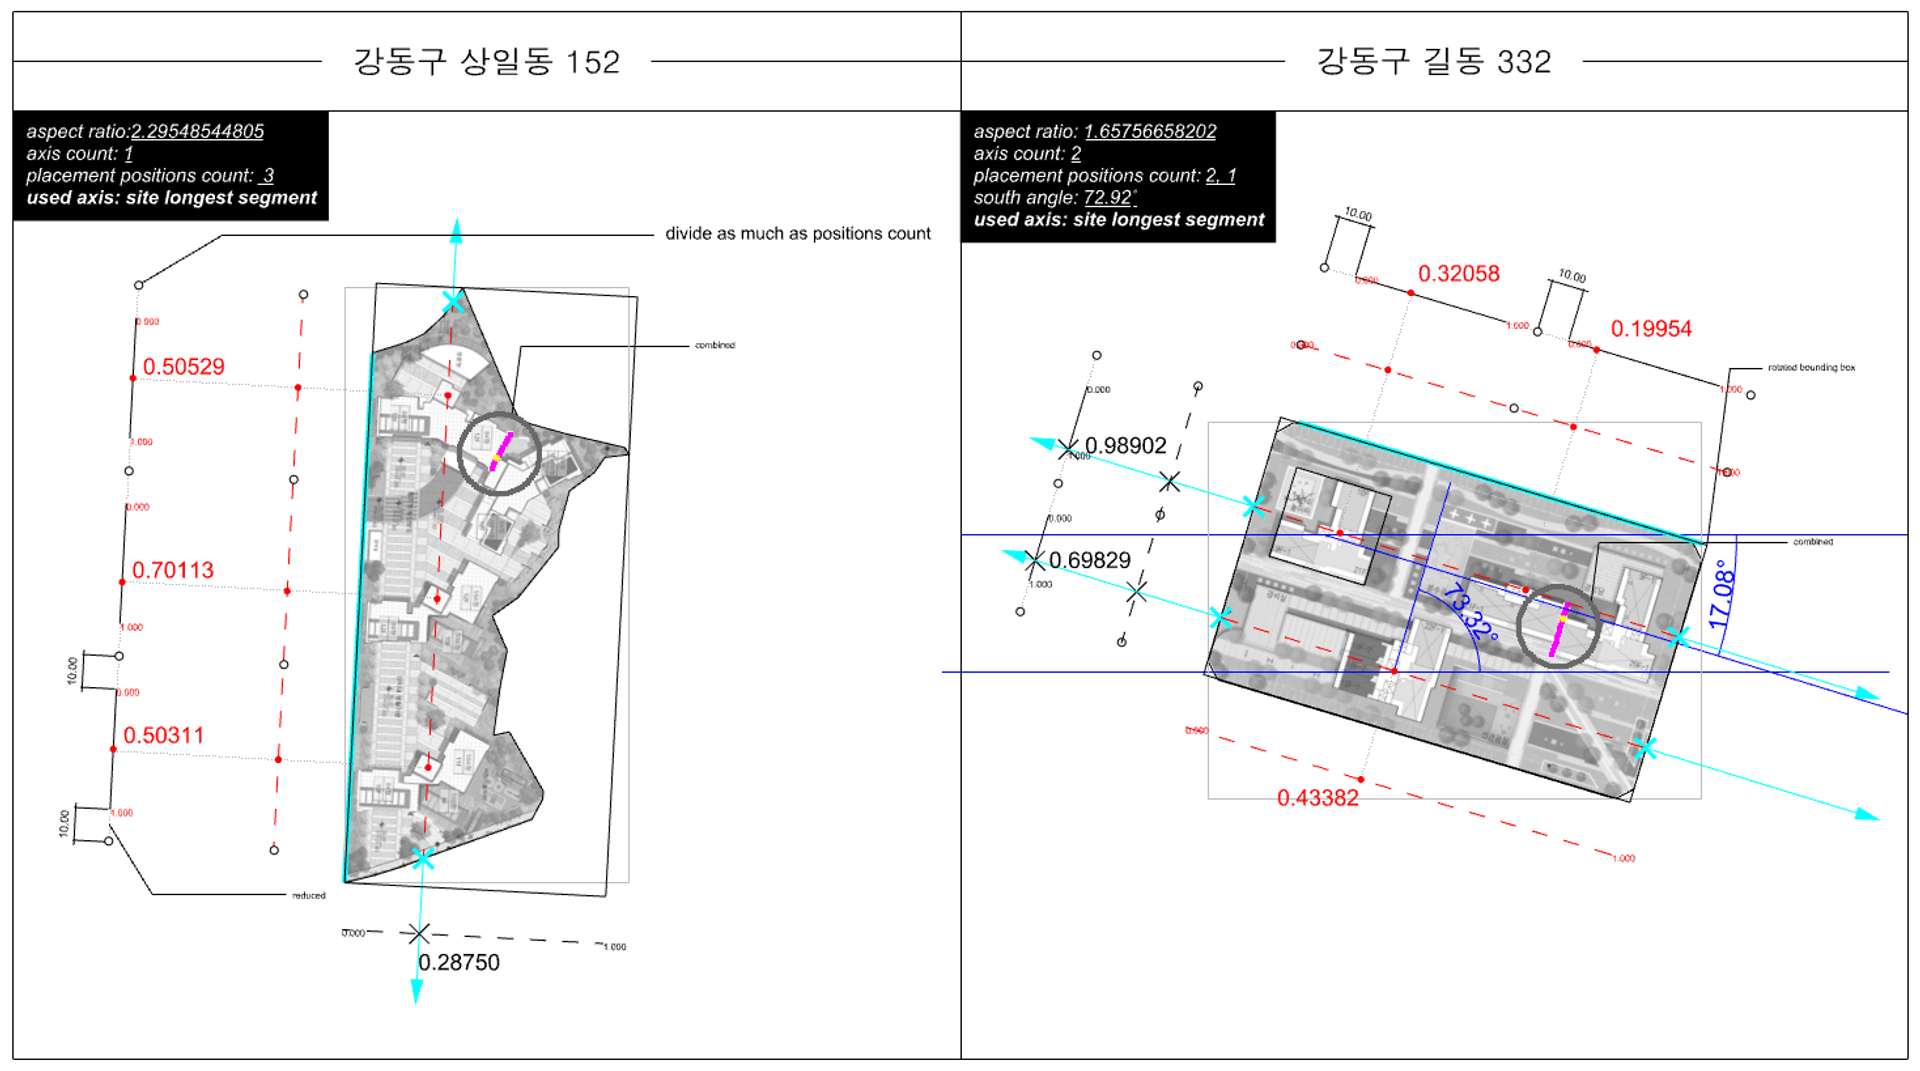 강동구 상일동 152
aspect ratio:2.29548544805
axis count: 1
placement positions count: 3
used axis: site longest segment
divide as much as positions count
0.000
0.50529
1.000
0.000
0.70113
1.000
10.00
0.000
0.50311
10.00
1.000
reduced
combined
0.000
1.000
0.28750
강동구 길동 332
aspect ratio: 1.65756658202
axis count: 2
placement positions count: 2, 1
south angle: 72.92°
used axis: site longest segment
10.00
0.000
0.32058
1.000
10.00
0.000
0.19954
1.000
rotated bounding box
0.000
0.98902
1.000
0.000
0.69829
1.000
combined
17.08°
73.32°
0.000
0.43382
1.000